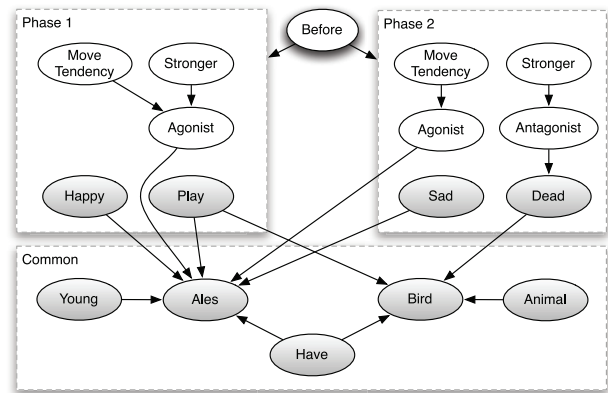 Phase 1
Before
Phase 2
Move
Tendency
Stronger
Move
Tendency
Stronger
Agonist
Agonist
Antagonist
Happy
Play
Sad
Dead
Common
Young
Ales
Bird
Animal
Have